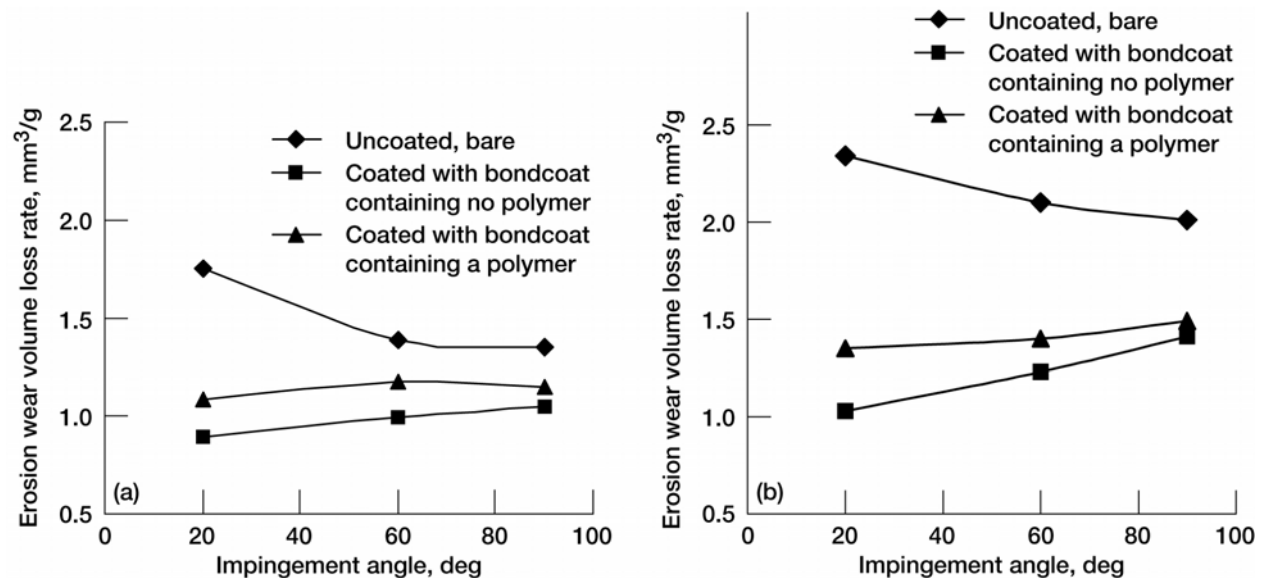 Erosion wear volume loss rate, mm³/g
2.5
2.0
1.5
1.0
0.5
Uncoated, bare
Coated with bondcoat
containing no polymer
Coated with bondcoat
containing a polymer
(a)
0 20 40 60 80 100
Impingement angle, deg
Erosion wear volume loss rate, mm³/g
2.5
2.0
1.5
1.0
0.5
Uncoated, bare
Coated with bondcoat
containing no polymer
Coated with bondcoat
containing a polymer
(b)
0 20 40 60 80 100
Impingement angle, deg